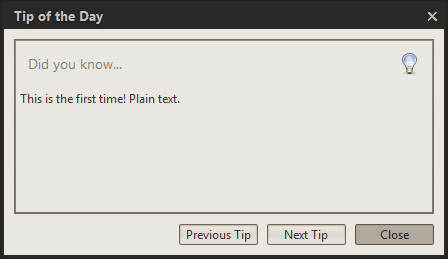 Tip of the Day
Did you know...
This is the first time! Plain text.
Previous Tip
Next Tip
Close